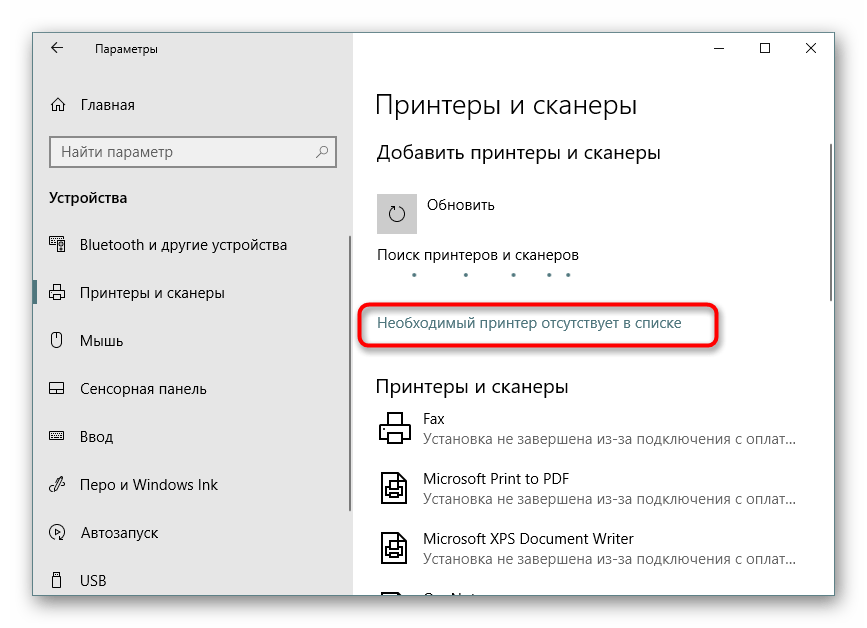 Параметры
Главная
Найти параметр
Устройства
Bluetooth и другие устройства
Принтеры и сканеры
Мышь
Сенсорная панель
Ввод
Перо и Windows Ink
Автозапуск
USB
Принтеры и сканеры
Добавить принтеры и сканеры
Обновить
Поиск принтеров и сканеров
Необходимый принтер отсутствует в списке
Принтеры и сканеры
Fax
Установка не завершена из-за подключения с оплат...
Microsoft Print to PDF
Установка не завершена из-за подключения с оплат...
Microsoft XPS Document Writer
Установка не завершена из-за подключения с оплат...